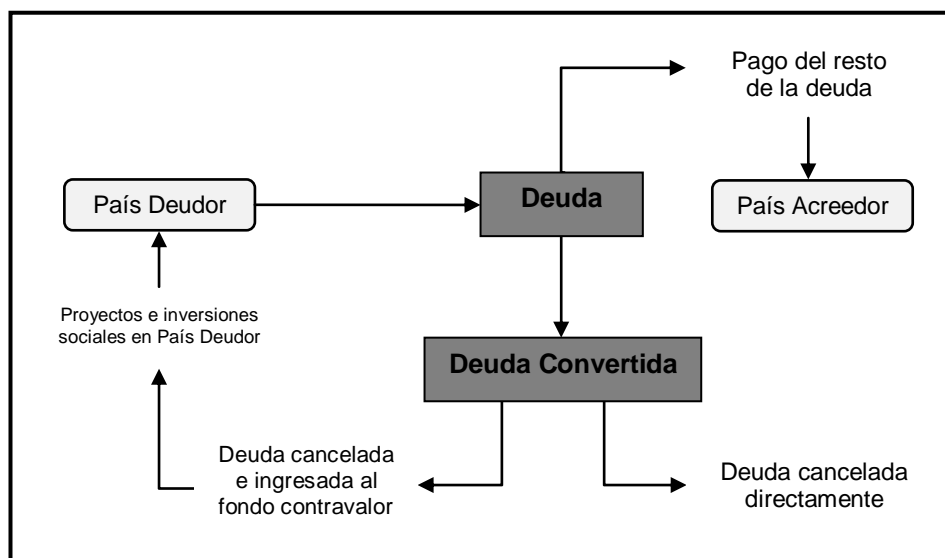 Pago del resto
de la deuda
País Deudor
Deuda
País Acreedor
Proyectos e inversiones
sociales en País Deudor
Deuda Convertida
Deuda cancelada
e ingresada al
fondo contravalor
Deuda cancelada
directamente